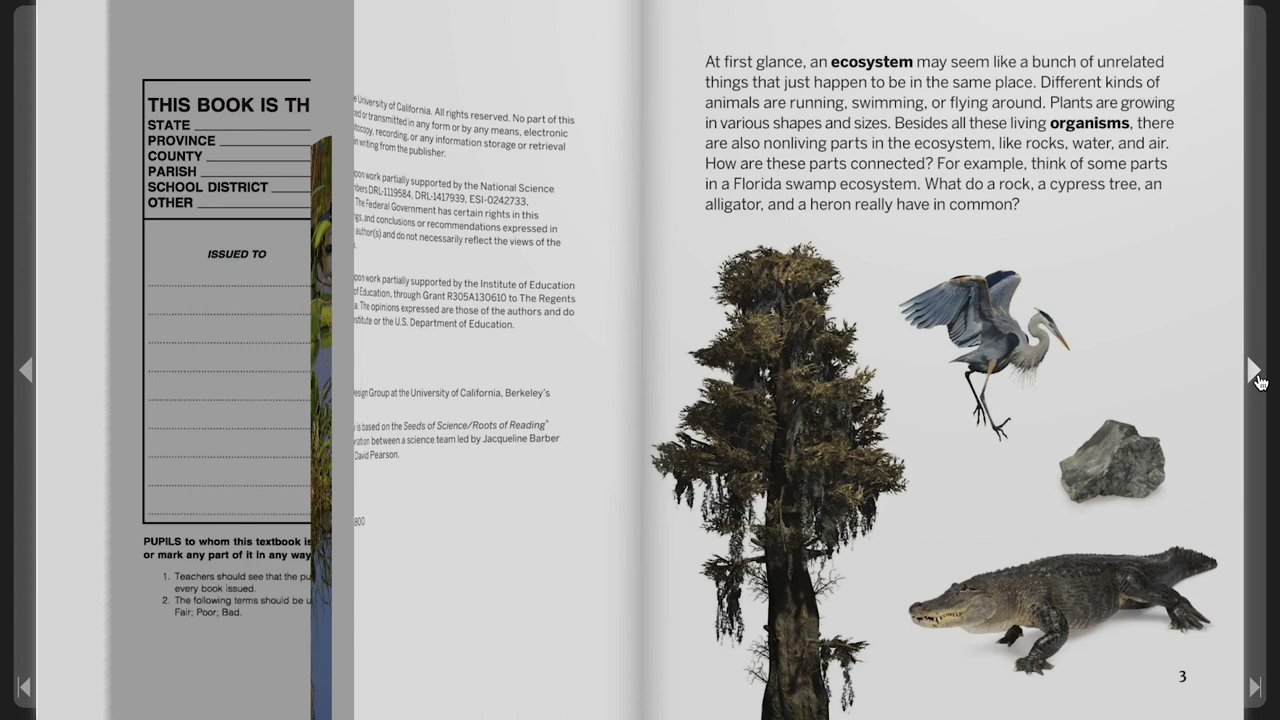 THIS BOOK IS TH
STATE
PROVINCE
COUNTY
PARISH
SCHOOL DISTRICT
OTHER
ISSUED TO
PUPILS to whom this textbook is
or mark any part of it in any way
1. Teachers should see that the pu
every book issued.
2. The following terms should be u
Fair; Poor; Bad.
University of California. All rights reserved. No part of this
or transmitted in any form or by any means, electronic
recording, or any information storage or retrieval
writing from the publisher.
work partially supported by the National Science
DRL-1119584, DRL-1417939, ESI-0242733,
The Federal Government has certain rights in this
and conclusions or recommendations expressed in
author(s) and do not necessarily reflect the views of the
work partially supported by the Institute of Education
of Education, through Grant R305A130610 to The Regents
The opinions expressed are those of the authors and do
or the U.S. Department of Education.
Group at the University of California, Berkeley's
is based on the Seeds of Science/Roots of Reading®
between a science team led by Jacqueline Barber
David Pearson.
800
At first glance, an ecosystem may seem like a bunch of unrelated
things that just happen to be in the same place. Different kinds of
animals are running, swimming, or flying around. Plants are growing
in various shapes and sizes. Besides all these living organisms, there
are also nonliving parts in the ecosystem, like rocks, water, and air.
How are these parts connected? For example, think of some parts
in a Florida swamp ecosystem. What do a rock, a cypress tree, an
alligator, and a heron really have in common?
3